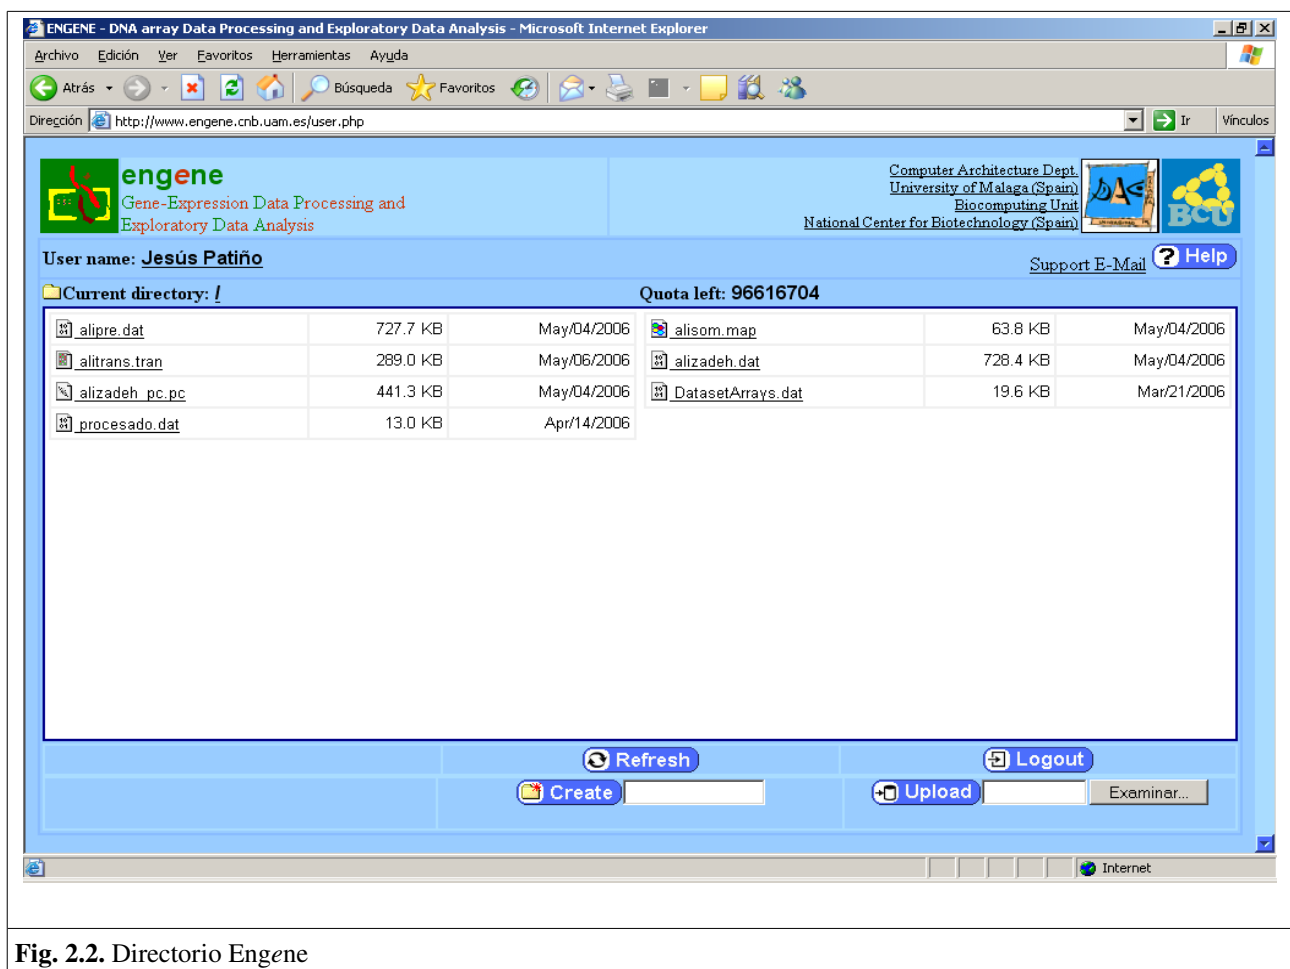 ENGENE - DNA array Data Processing and Exploratory Data Analysis - Microsoft Internet Explorer
Archivo Edición Ver Favoritos Herramientas Ayuda
Atrás Búsqueda Favoritos
Dirección http://www.engene.cnb.uam.es/user.php Ir Vínculos
engene
Gene-Expression Data Processing and
Exploratory Data Analysis
Computer Architecture Dept.
University of Malaga (Spain)
Biocomputing Unit
National Center for Biotechnology (Spain)
DAC
BCU
User name: Jesús Patiño
Support E-Mail ? Help
Current directory: / Quota left: 96616704
alipre.dat 727.7 KB May/04/2006 alisom.map 63.8 KB May/04/2006
alitrans.tran 289.0 KB May/06/2006 alizadeh.dat 728.4 KB May/04/2006
alizadeh_pc.pc 441.3 KB May/04/2006 DatasetArrays.dat 19.6 KB Mar/21/2006
procesado.dat 13.0 KB Apr/14/2006
Refresh Logout
Create Upload Examinar...
Internet
Fig. 2.2. Directorio Engene